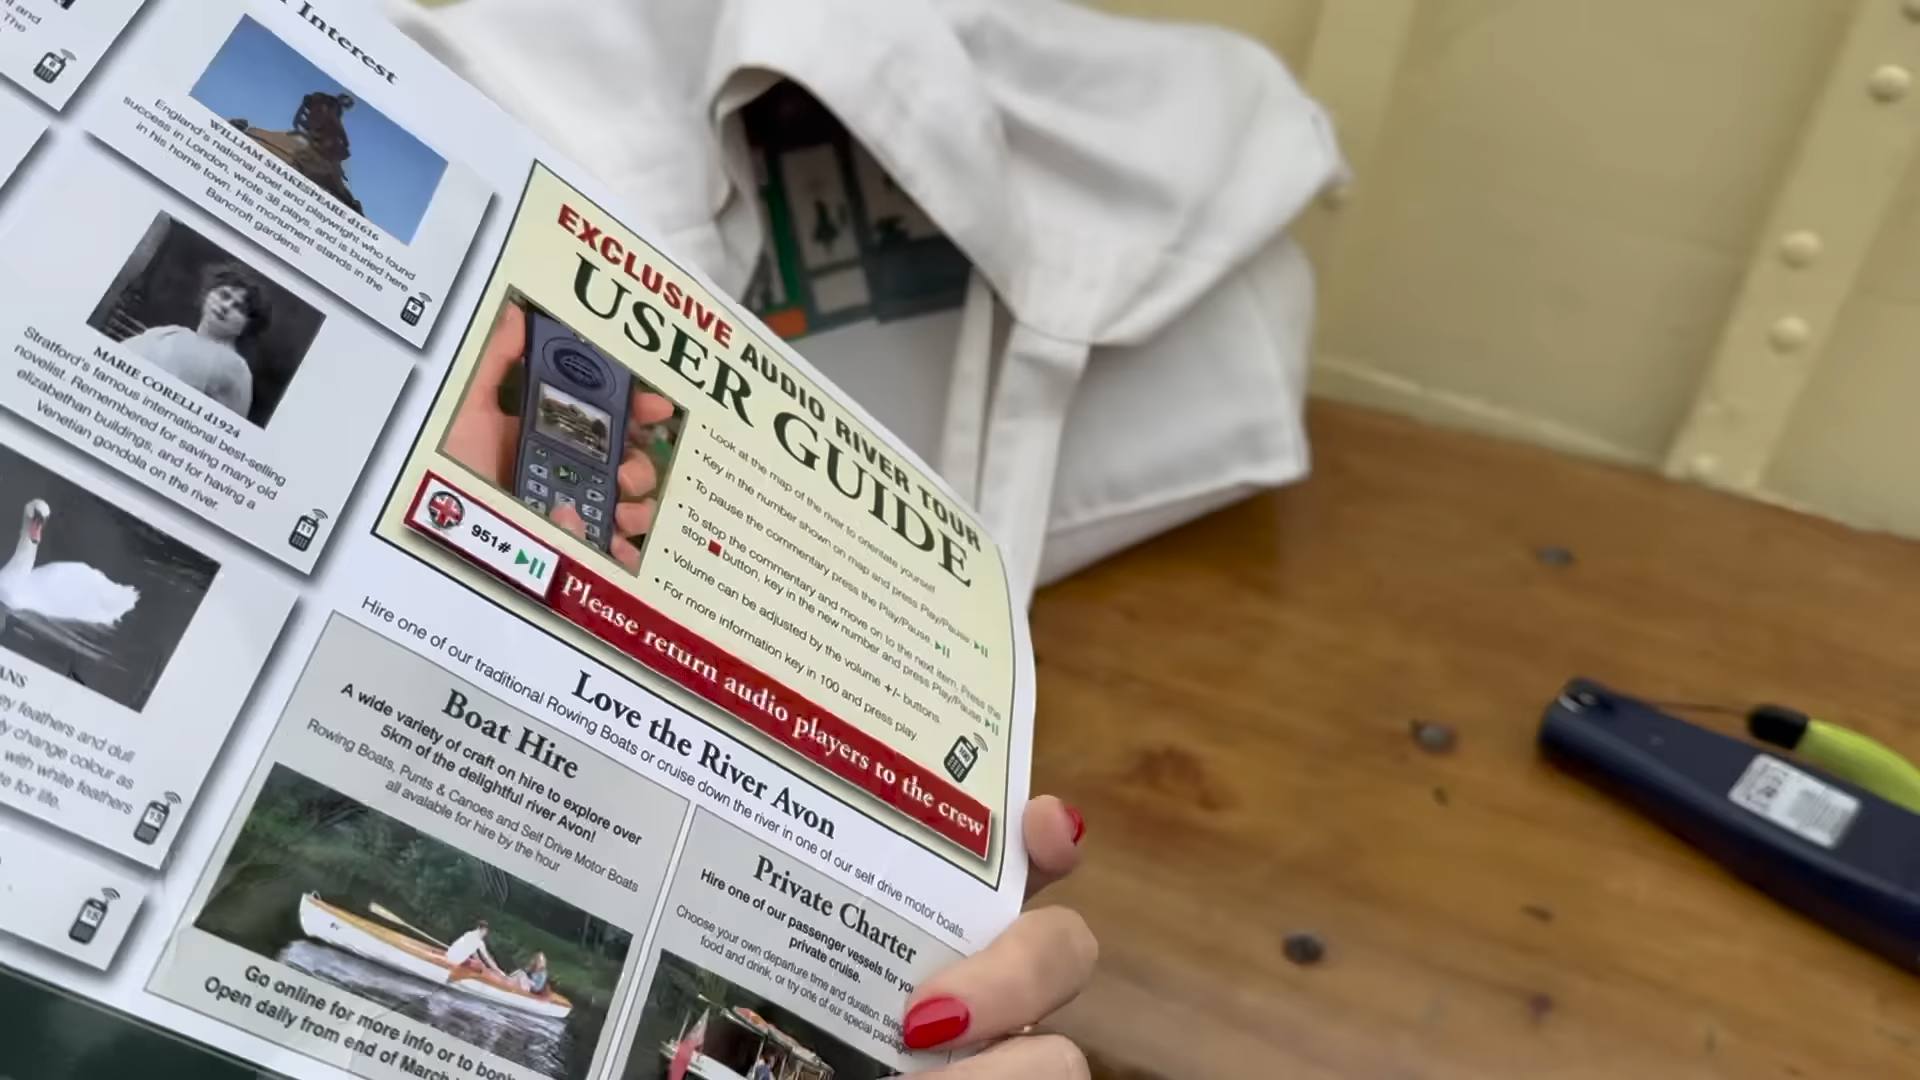 l and
The
Interest
WILLIAM SHAKESPEARE d1616
England's national poet and playwright who found
success in London, wrote 38 plays, and is buried here
in his home town. His monument stands in the
Bancroft gardens.
MARIE CORELLI d1924
Stratford's famous international best-selling
novelist. Remembered for saving many old
elizabethan buildings, and for having a
Venetian gondola on the river.
11
ANS
ey feathers and dull
ly change colour as
with white feathers
te for life.
13
15
EXCLUSIVE AUDIO RIVER TOUR
USER GUIDE
• Look at the map of the river to orientate yourself
• Key in the number shown on map and press Play/Pause
• To pause the commentary press the Play/Pause
• To stop the commentary and move on to the next item, Press the
stop button, key in the new number and press Play/Pause
• Volume can be adjusted by the volume +/- buttons.
• For more information key in 100 and press play.
100
951#
Please return audio players to the crew
Love the River Avon
Hire one of our traditional Rowing Boats or cruise down the river in one of our self drive motor boats...
Boat Hire
A wide variety of craft on hire to explore over
5km of the delightful river Avon!
Rowing Boats, Punts & Canoes and Self Drive Motor Boats
all available for hire by the hour
Go online for more info or to book
Open daily from end of March
Private Charter
Hire one of our passenger vessels for you
private cruise.
Choose your own departure time and duration. Bring
food and drink, or try one of our special packages